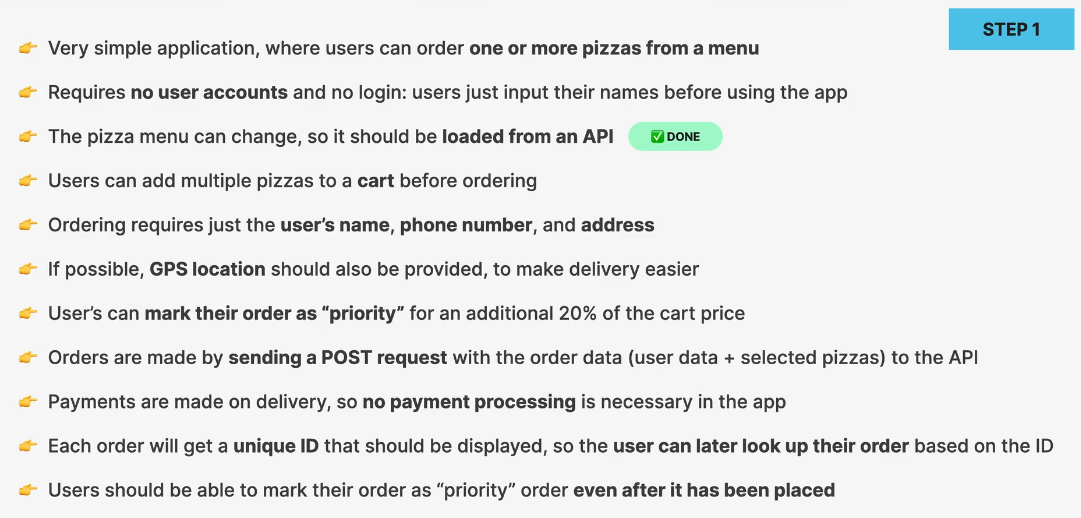 STEP 1
👉 Very simple application, where users can order one or more pizzas from a menu
👉 Requires no user accounts and no login: users just input their names before using the app
👉 The pizza menu can change, so it should be loaded from an API ✅ DONE
👉 Users can add multiple pizzas to a cart before ordering
👉 Ordering requires just the user’s name, phone number, and address
👉 If possible, GPS location should also be provided, to make delivery easier
👉 User’s can mark their order as “priority” for an additional 20% of the cart price
👉 Orders are made by sending a POST request with the order data (user data + selected pizzas) to the API
👉 Payments are made on delivery, so no payment processing is necessary in the app
👉 Each order will get a unique ID that should be displayed, so the user can later look up their order based on the ID
👉 Users should be able to mark their order as “priority” order even after it has been placed